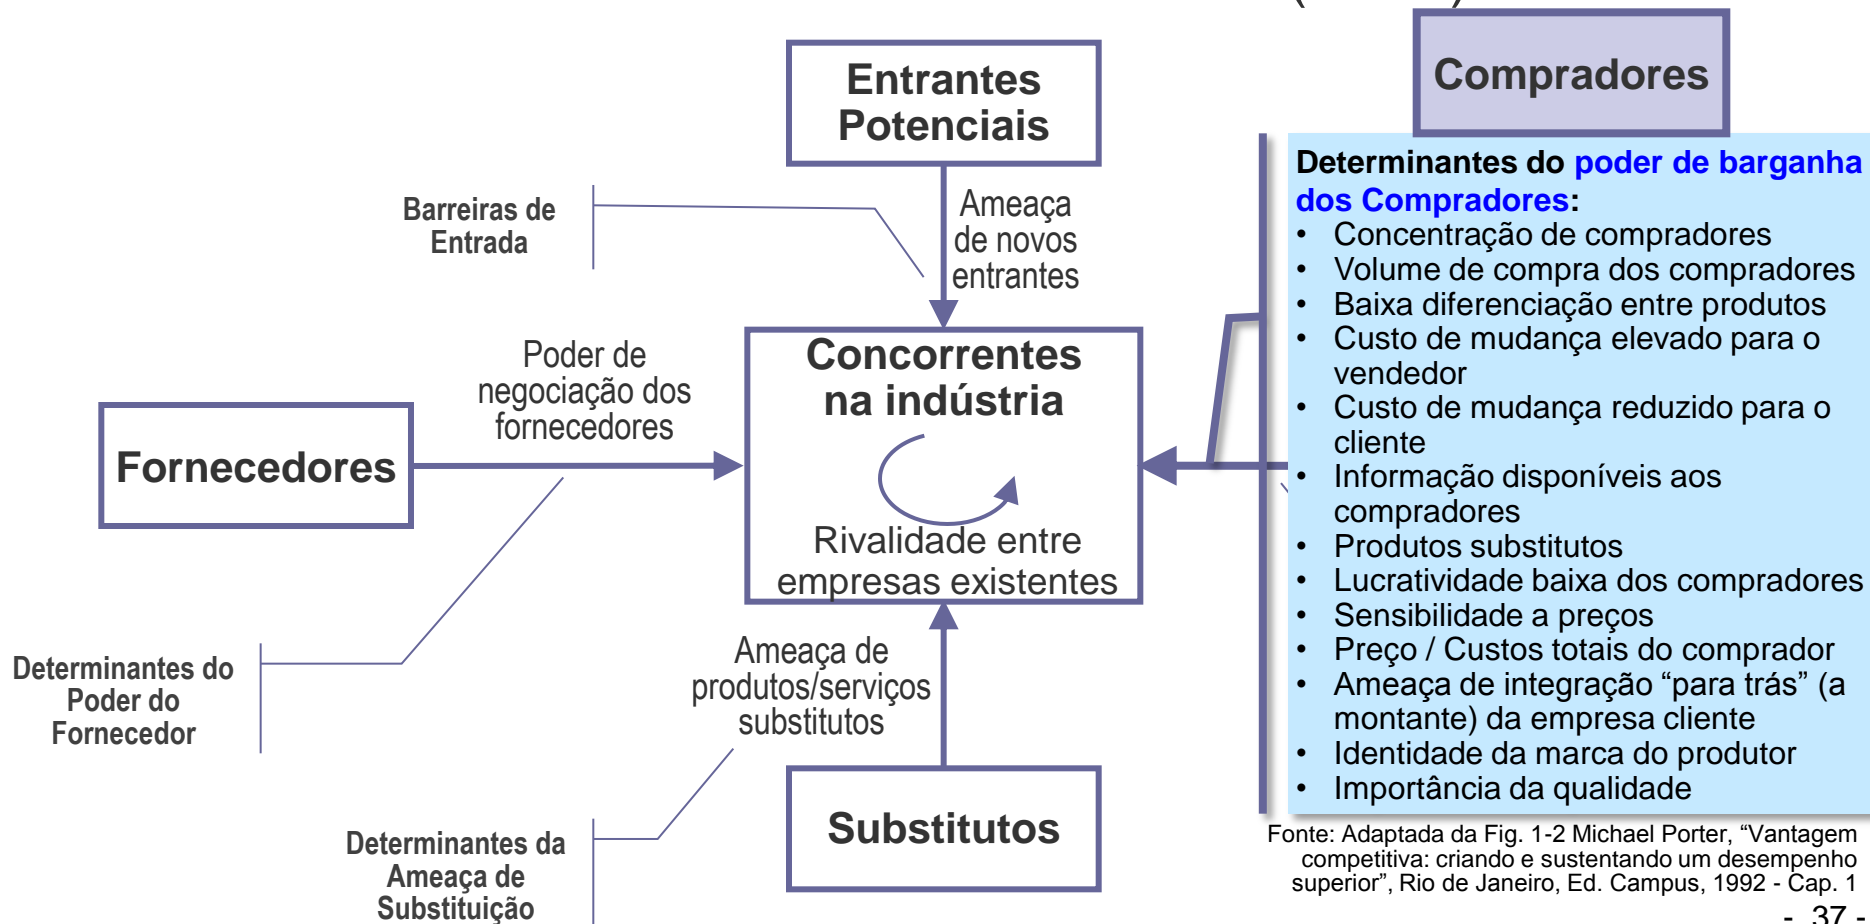 Entrantes
Potenciais
Compradores
Barreiras de
Entrada
Ameaça
de novos
entrantes
Determinantes do poder de barganha
dos Compradores:
• Concentração de compradores
• Volume de compra dos compradores
• Baixa diferenciação entre produtos
• Custo de mudança elevado para o
vendedor
• Custo de mudança reduzido para o
cliente
• Informação disponíveis aos
compradores
• Produtos substitutos
• Lucratividade baixa dos compradores
• Sensibilidade a preços
• Preço / Custos totais do comprador
• Ameaça de integração “para trás” (a
montante) da empresa cliente
• Identidade da marca do produtor
• Importância da qualidade
Poder de
negociação dos
fornecedores
Fornecedores
Concorrentes
na indústria
Rivalidade entre
empresas existentes
Determinantes do
Poder do
Fornecedor
Ameaça de
produtos/serviços
substitutos
Substitutos
Determinantes da
Ameaça de
Substituição
Fonte: Adaptada da Fig. 1-2 Michael Porter, “Vantagem
competitiva: criando e sustentando um desempenho
superior”, Rio de Janeiro, Ed. Campus, 1992 - Cap. 1
- 37 -